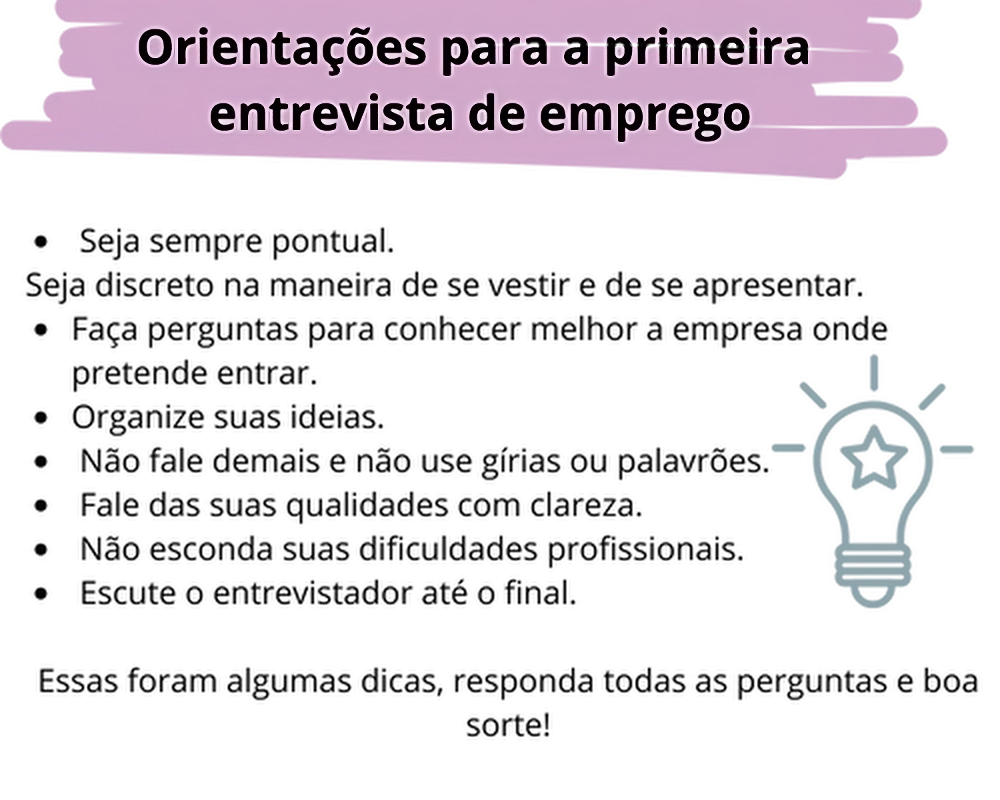 Orientações para a primeira
entrevista de emprego
• Seja sempre pontual.
Seja discreto na maneira de se vestir e de se apresentar.
• Faça perguntas para conhecer melhor a empresa onde
pretende entrar.
• Organize suas ideias.
• Não fale demais e não use gírias ou palavrões.
• Fale das suas qualidades com clareza.
• Não esconda suas dificuldades profissionais.
• Escute o entrevistador até o final.
Essas foram algumas dicas, responda todas as perguntas e boa
sorte!